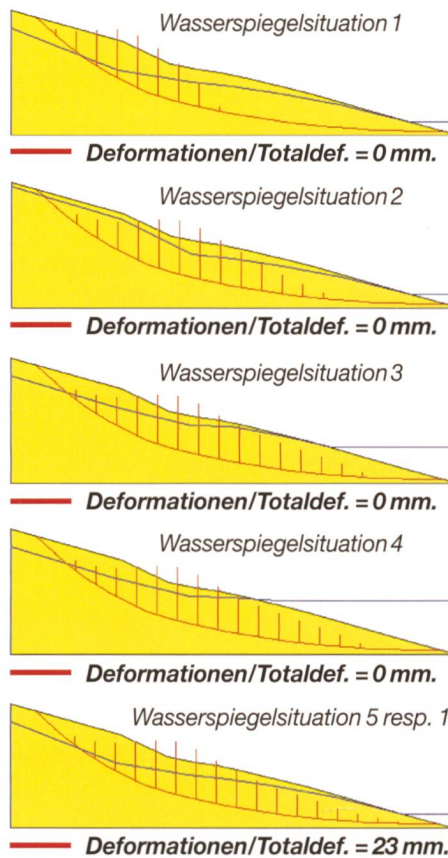 Wasserspiegelsituation 1
Deformationen/Totaldef. = 0 mm.
Wasserspiegelsituation 2
Deformationen/Totaldef. = 0 mm.
Wasserspiegelsituation 3
Deformationen/Totaldef. = 0 mm.
Wasserspiegelsituation 4
Deformationen/Totaldef. = 0 mm.
Wasserspiegelsituation 5 resp. 1
Deformationen/Totaldef. = 23 mm.